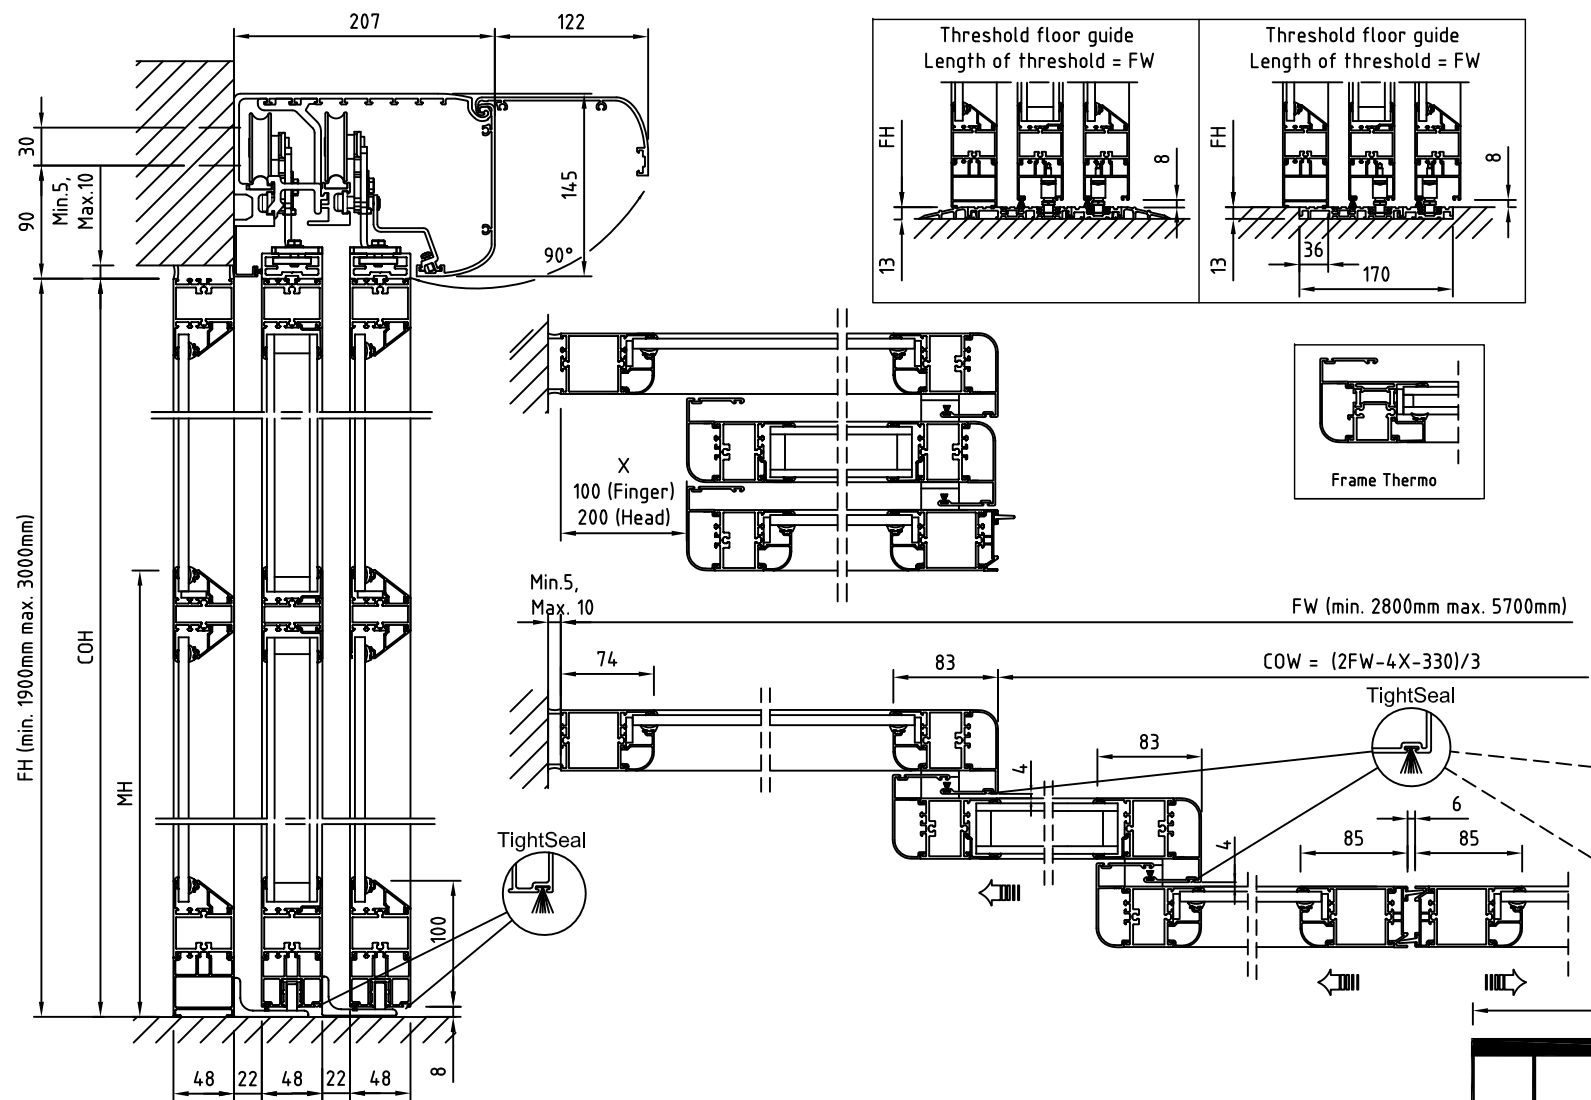 207
122
30
90
Min.5,
Max.10
145
90°
FH (min. 1900mm max. 3000mm)
COH
MH
TightSeal
100
8
48
22
48
22
48
Threshold floor guide
Length of threshold = FW
FH
8
13
Threshold floor guide
Length of threshold = FW
FH
8
13
36
170
Frame Thermo
X
100 (Finger)
200 (Head)
Min.5,
Max. 10
FW (min. 2800mm max. 5700mm)
74
83
COW = (2FW-4X-330)/3
TightSeal
4
83
4
6
85
85